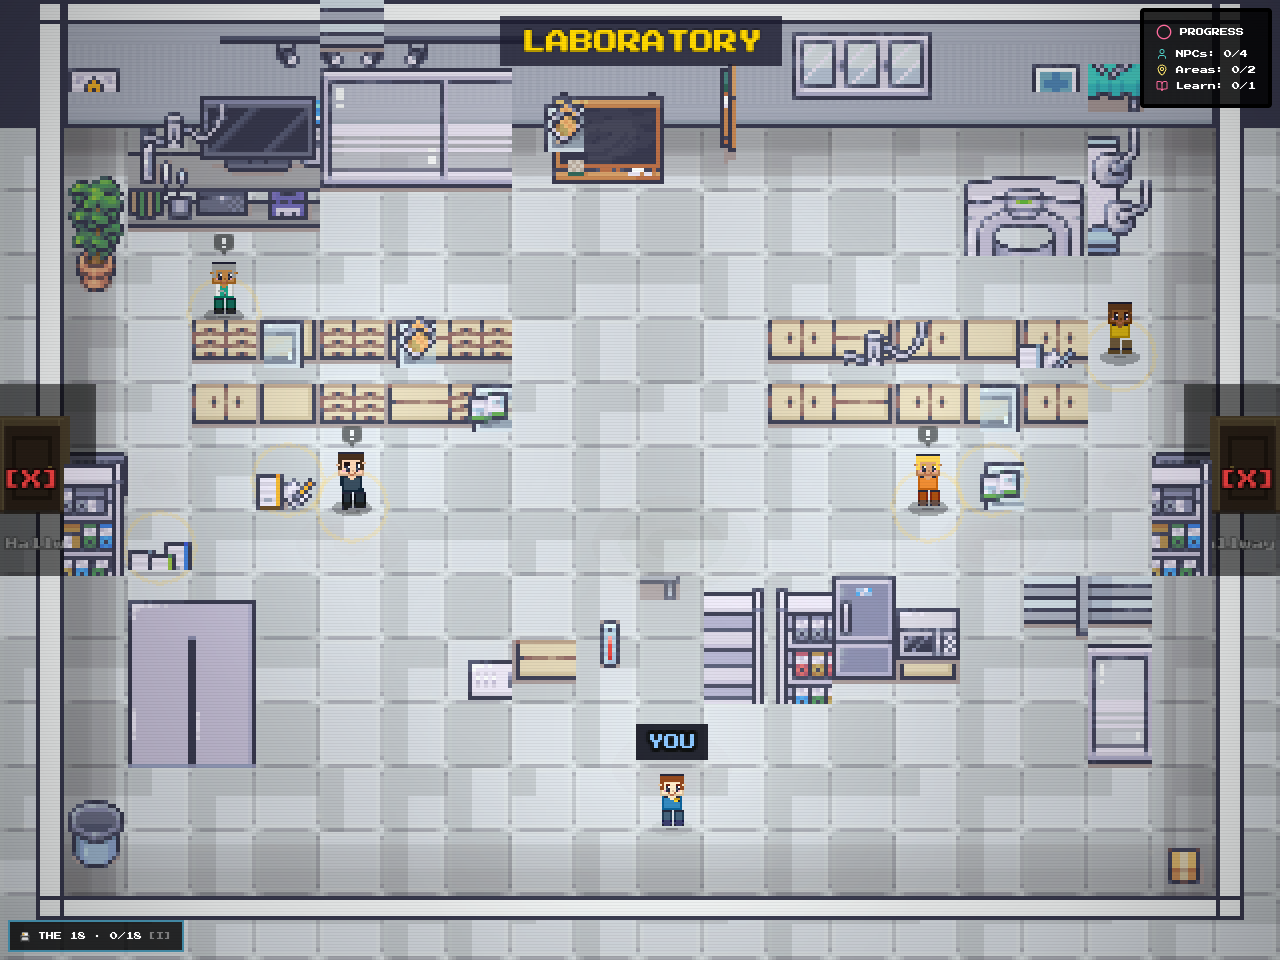 LABORATORY
PROGRESS
NPCs: 0/4
Areas: 0/2
Learn: 0/1
!
!
!
[X]
[X]
YOU
THE 18 · 0/18 [I]